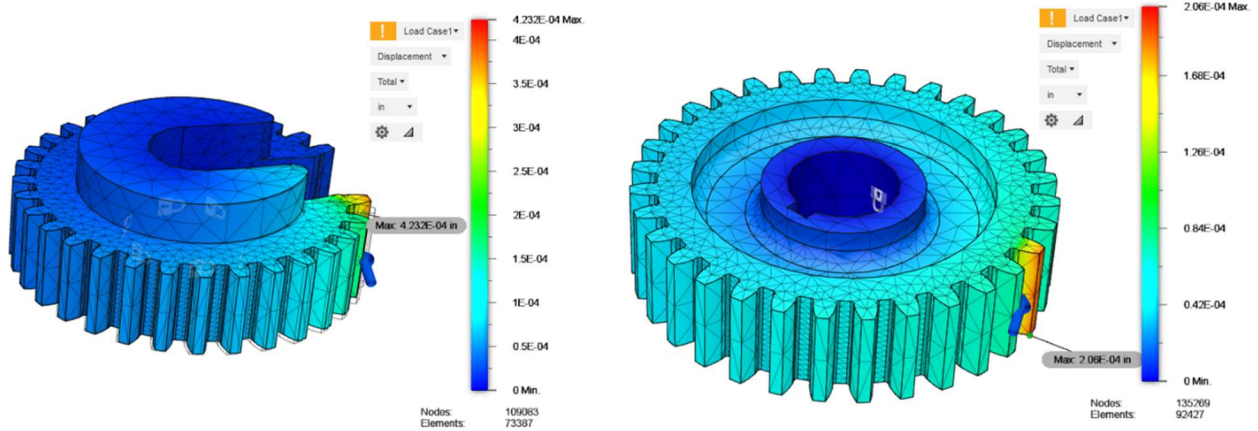 ! Load Case1
Displacement
Total
in
4.232E-04 Max.
4E-04
3.5E-04
3E-04
2.5E-04
2E-04
1.5E-04
1E-04
0.5E-04
0 Min.
Max: 4.232E-04 in
Nodes: 109083
Elements: 73387
! Load Case1
Displacement
Total
in
2.06E-04 Max.
1.68E-04
1.26E-04
0.84E-04
0.42E-04
0 Min.
Max: 2.06E-04 in
Nodes: 135769
Elements: 92427